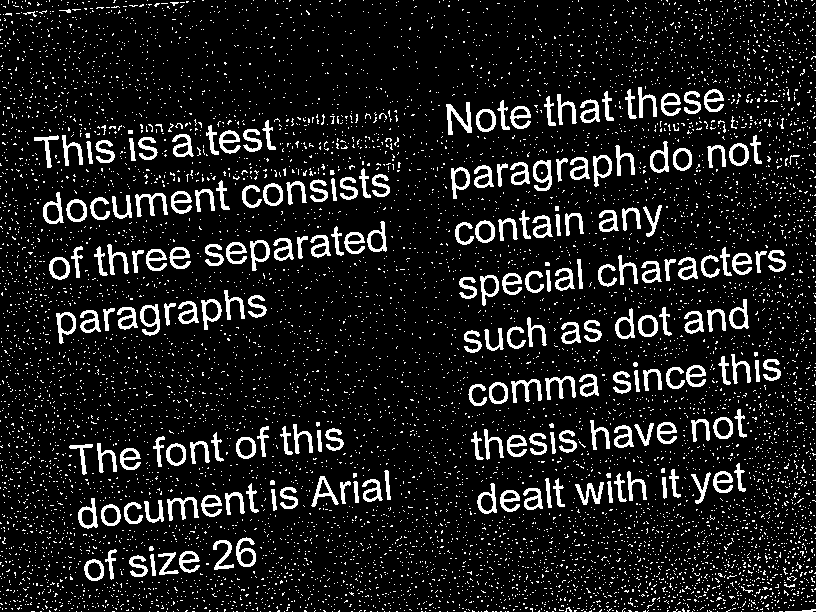 This is a test
document consists
of three separated
paragraphs
The font of this
document is Arial
of size 26
Note that these
paragraph do not
contain any
special characters
such as dot and
comma since this
thesis have not
dealt with it yet